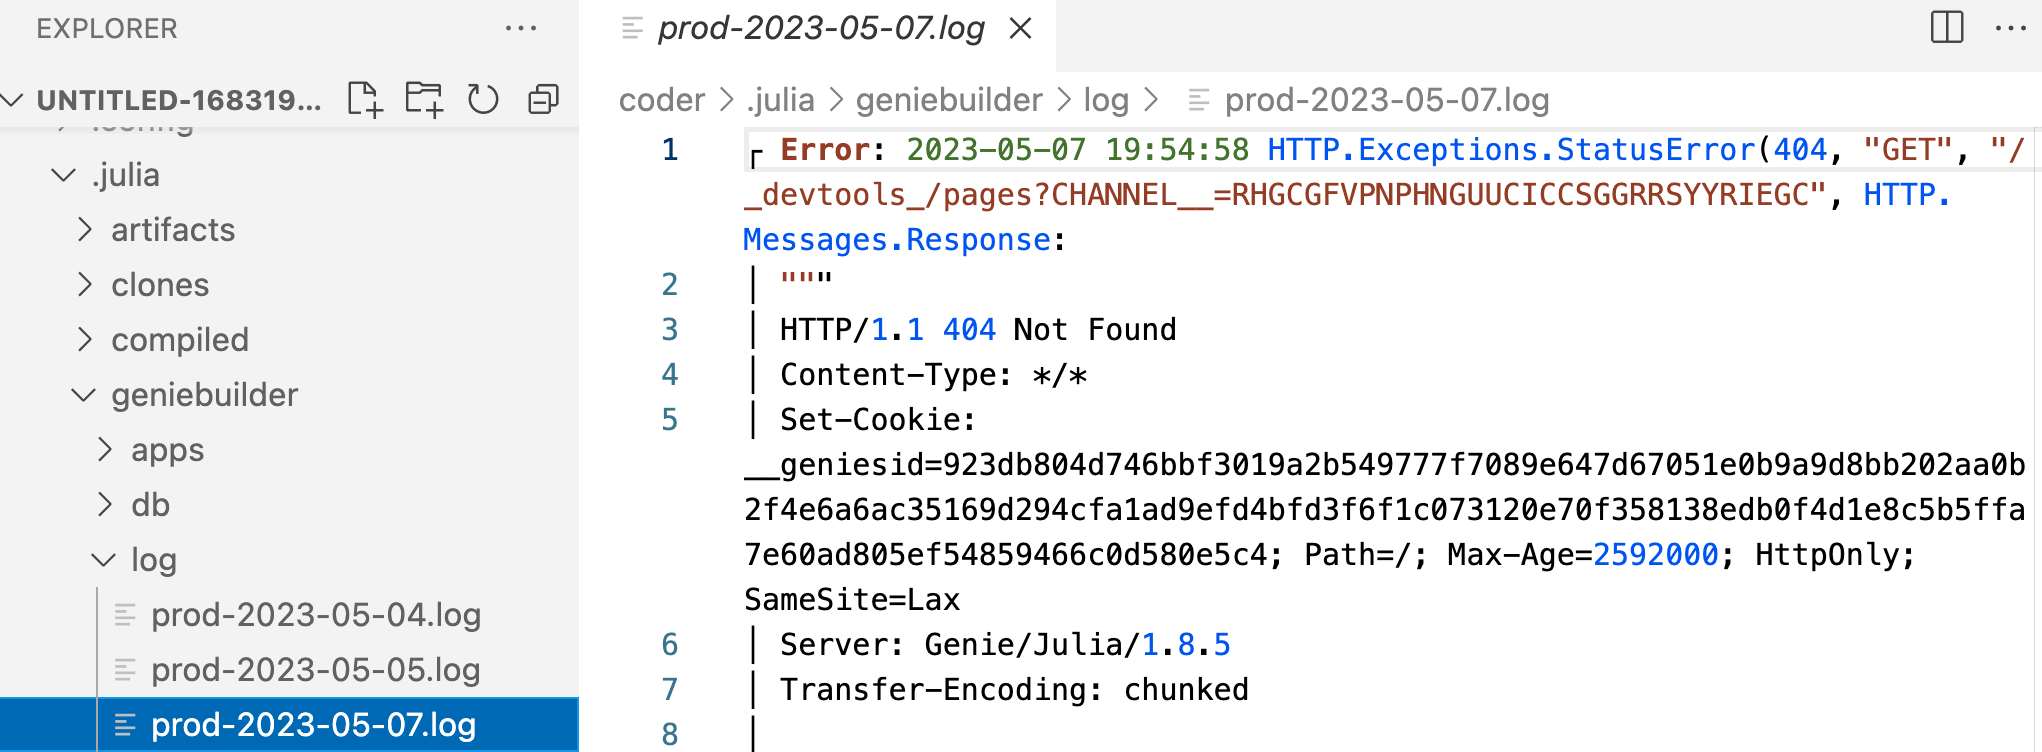 EXPLORER
UNTITLED-168319...
.config
.julia
artifacts
clones
compiled
geniebuilder
apps
db
log
prod-2023-05-04.log
prod-2023-05-05.log
prod-2023-05-07.log
prod-2023-05-07.log
coder > .julia > geniebuilder > log > prod-2023-05-07.log
1 ┌ Error: 2023-05-07 19:54:58 HTTP.Exceptions.StatusError(404, "GET", "/
_devtools_/pages?CHANNEL__=RHGCGFVPNPHNGUUCICCSGGRRSYYRIEGC", HTTP.
Messages.Response:
2 │ """
3 │ HTTP/1.1 404 Not Found
4 │ Content-Type: */*
5 │ Set-Cookie:
__geniesid=923db804d746bbf3019a2b549777f7089e647d67051e0b9a9d8bb202aa0b
2f4e6a6ac35169d294cfa1ad9efd4bfd3f6f1c073120e70f358138edb0f4d1e8c5b5ffa
7e60ad805ef54859466c0d580e5c4; Path=/; Max-Age=2592000; HttpOnly;
SameSite=Lax
6 │ Server: Genie/Julia/1.8.5
7 │ Transfer-Encoding: chunked
8 │